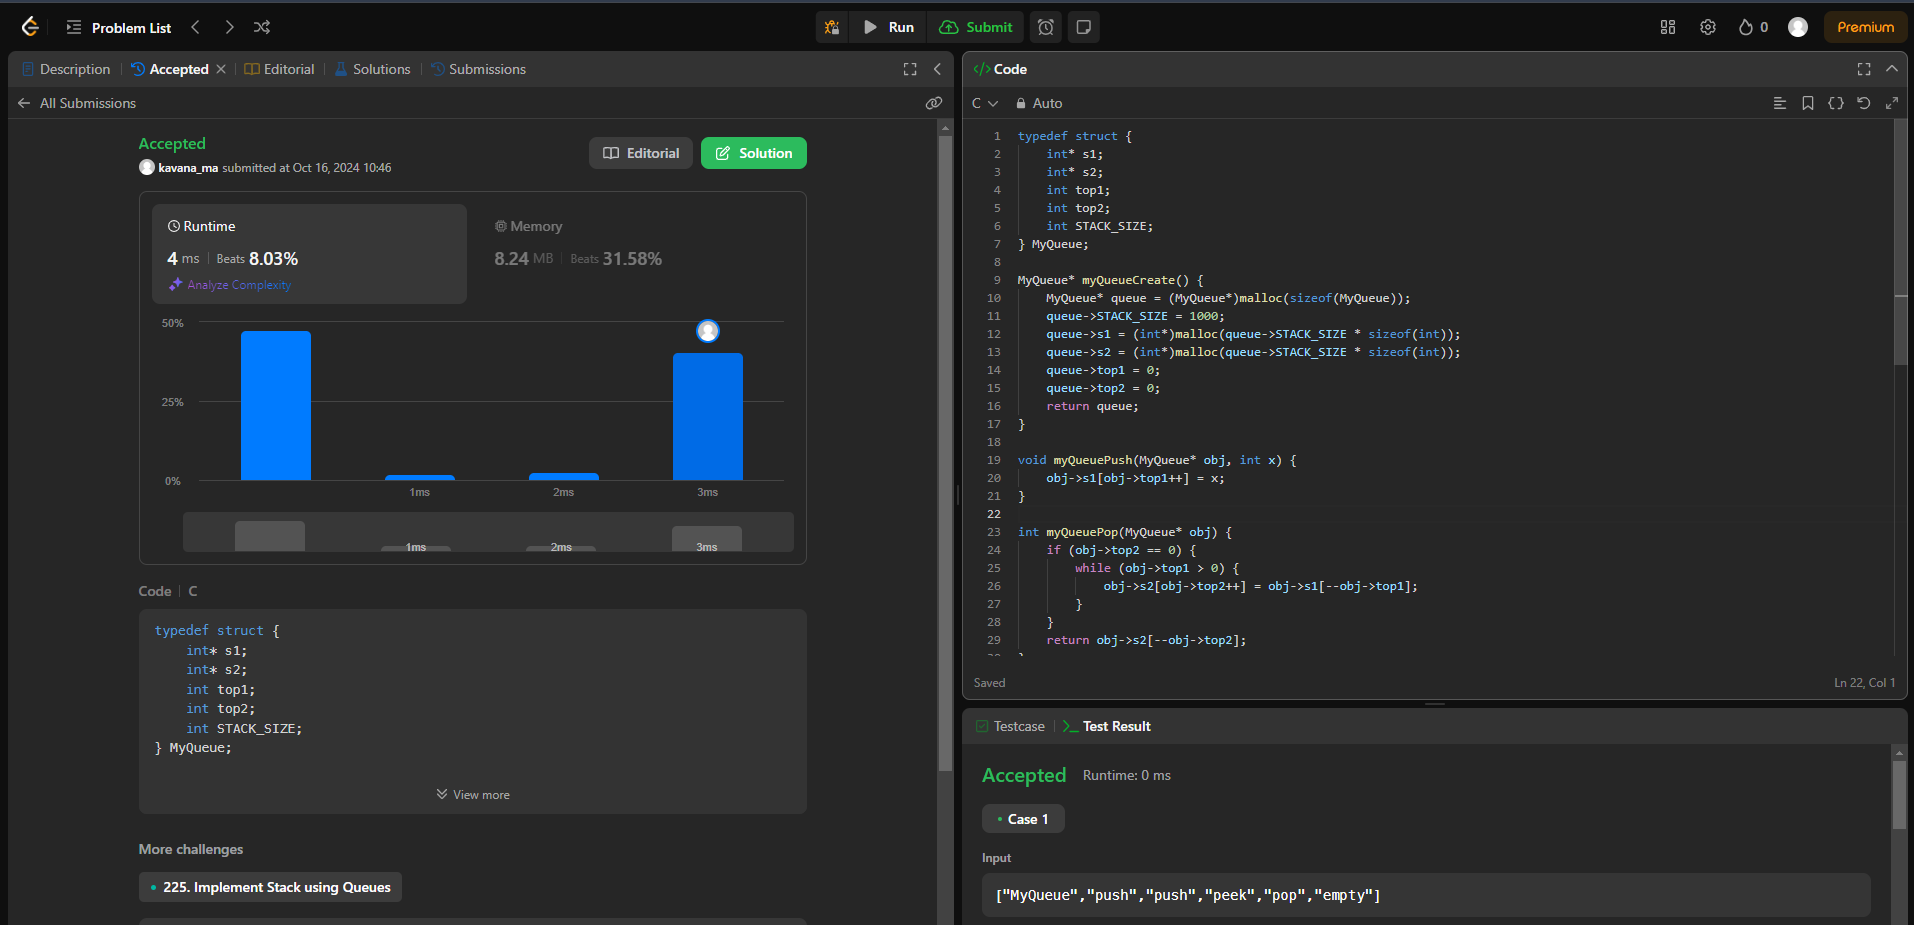 Problem List
Run
Submit
0
Premium
Description
Accepted
Editorial
Solutions
Submissions
All Submissions
Accepted
kavana_ma submitted at Oct 16, 2024 10:46
Editorial
Solution
Runtime
4 ms | Beats 8.03%
Analyze Complexity
Memory
8.24 MB | Beats 31.58%
50%
25%
0%
1ms
2ms
3ms
1ms
2ms
3ms
Code | C
typedef struct {
    int* s1;
    int* s2;
    int top1;
    int top2;
    int STACK_SIZE;
} MyQueue;
View more
More challenges
225. Implement Stack using Queues
</> Code
C
Auto
1 typedef struct {
2     int* s1;
3     int* s2;
4     int top1;
5     int top2;
6     int STACK_SIZE;
7 } MyQueue;
8
9 MyQueue* myQueueCreate() {
10     MyQueue* queue = (MyQueue*)malloc(sizeof(MyQueue));
11     queue->STACK_SIZE = 1000;
12     queue->s1 = (int*)malloc(queue->STACK_SIZE * sizeof(int));
13     queue->s2 = (int*)malloc(queue->STACK_SIZE * sizeof(int));
14     queue->top1 = 0;
15     queue->top2 = 0;
16     return queue;
17 }
18
19 void myQueuePush(MyQueue* obj, int x) {
20     obj->s1[obj->top1++] = x;
21 }
22
23 int myQueuePop(MyQueue* obj) {
24     if (obj->top2 == 0) {
25         while (obj->top1 > 0) {
26             obj->s2[obj->top2++] = obj->s1[--obj->top1];
27         }
28     }
29     return obj->s2[--obj->top2];
Saved
Ln 22, Col 1
Testcase
Test Result
Accepted
Runtime: 0 ms
Case 1
Input
["MyQueue","push","push","peek","pop","empty"]